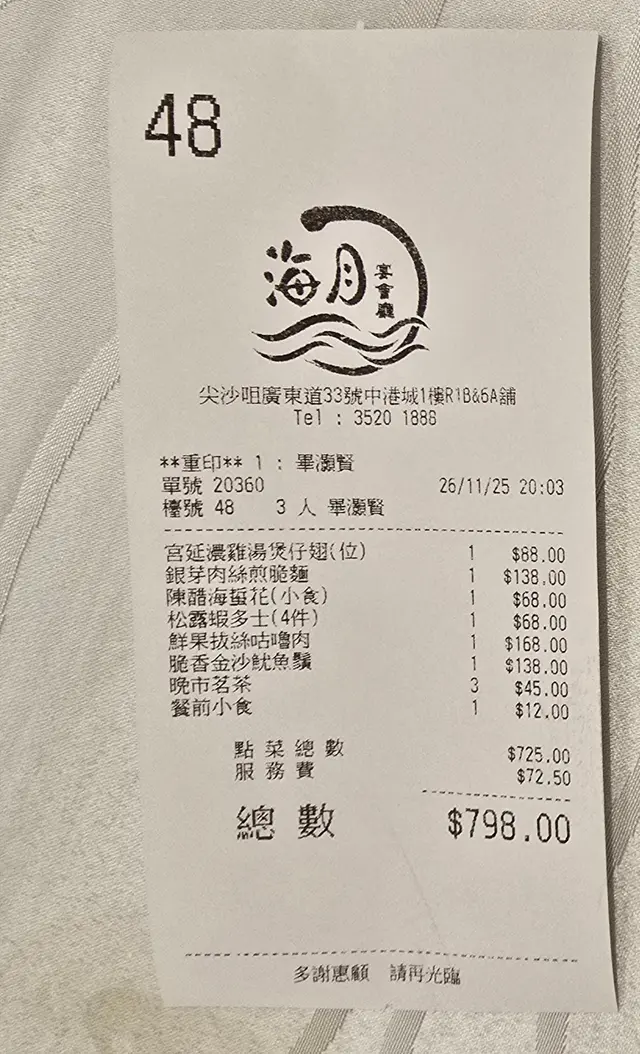 48
海月
宴會廳
尖沙咀廣東道33號中港城1樓R1B&6A舖
Tel : 3520 1888
**重印** 1 : 畢灝賢
單號 20360 26/11/25 20:03
檯號 48 3 人 畢灝賢
宮延濃雞湯煲仔翅(位) 1 $88.00
銀芽肉絲煎脆麵 1 $138.00
陳醋海蜇花(小食) 1 $68.00
松露蝦多士(4件) 1 $68.00
鮮果拔絲咕嚕肉 1 $168.00
脆香金沙魷魚鬚 1 $138.00
晚市茗茶 3 $45.00
餐前小食 1 $12.00
點菜總數 $725.00
服務費 $72.50
總數 $798.00
多謝惠顧 請再光臨